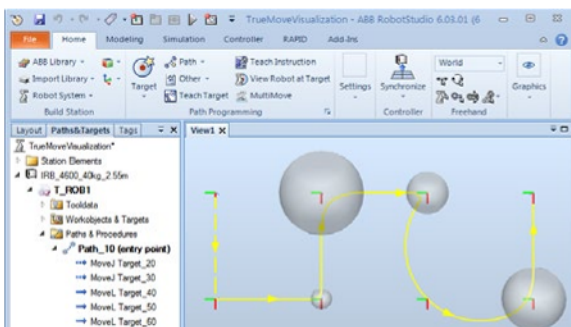 TrueMoveVisualization - ABB RobotStudio 6.03.01 (6
File Home Modeling Simulation Controller RAPID Add-Ins
ABB Library Path Teach Instruction World
Import Library Target Other View Robot at Target Settings Synchronize Graphics
Robot System Teach Target MultiMove
Build Station Path Programming Controller Freehand
Layout Paths&Targets Tags View1
TrueMoveVisualization*
Station Elements
IRB_4600_40kg_2.55m
T_ROB1
Tooldata
Workobjects & Targets
Paths & Procedures
Path_10 (entry point)
MoveJ Target_20
MoveJ Target_30
MoveL Target_40
MoveL Target_50
MoveL Target_60